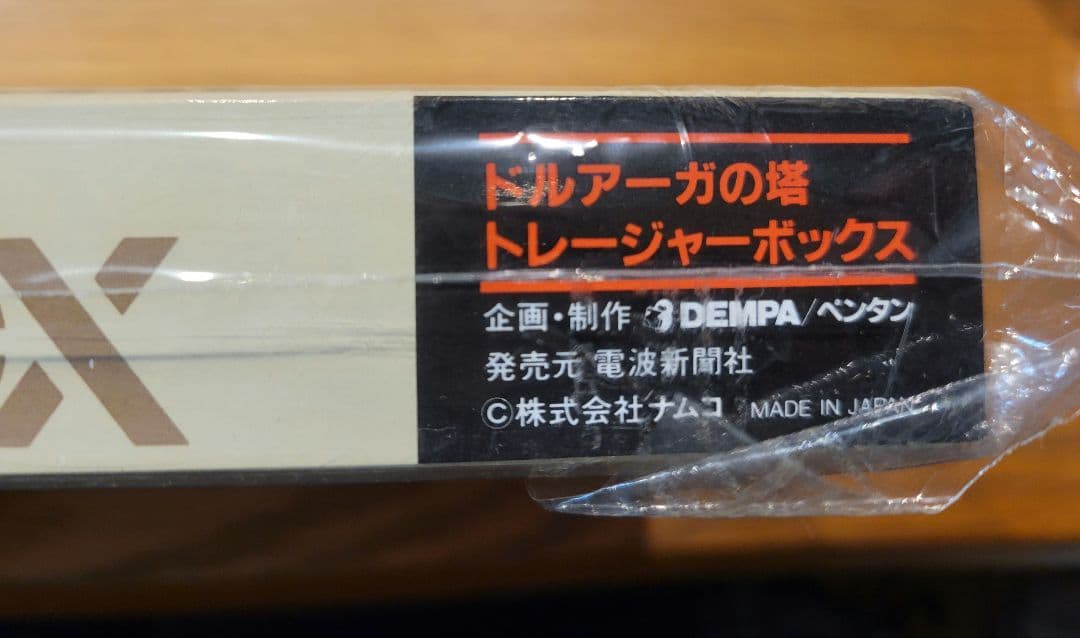 X
ドルアーガの塔
トレージャーボックス
企画・制作 DEMPA/ペンタン
発売元 電波新聞社
©株式会社ナムコ MADE IN JAPAN